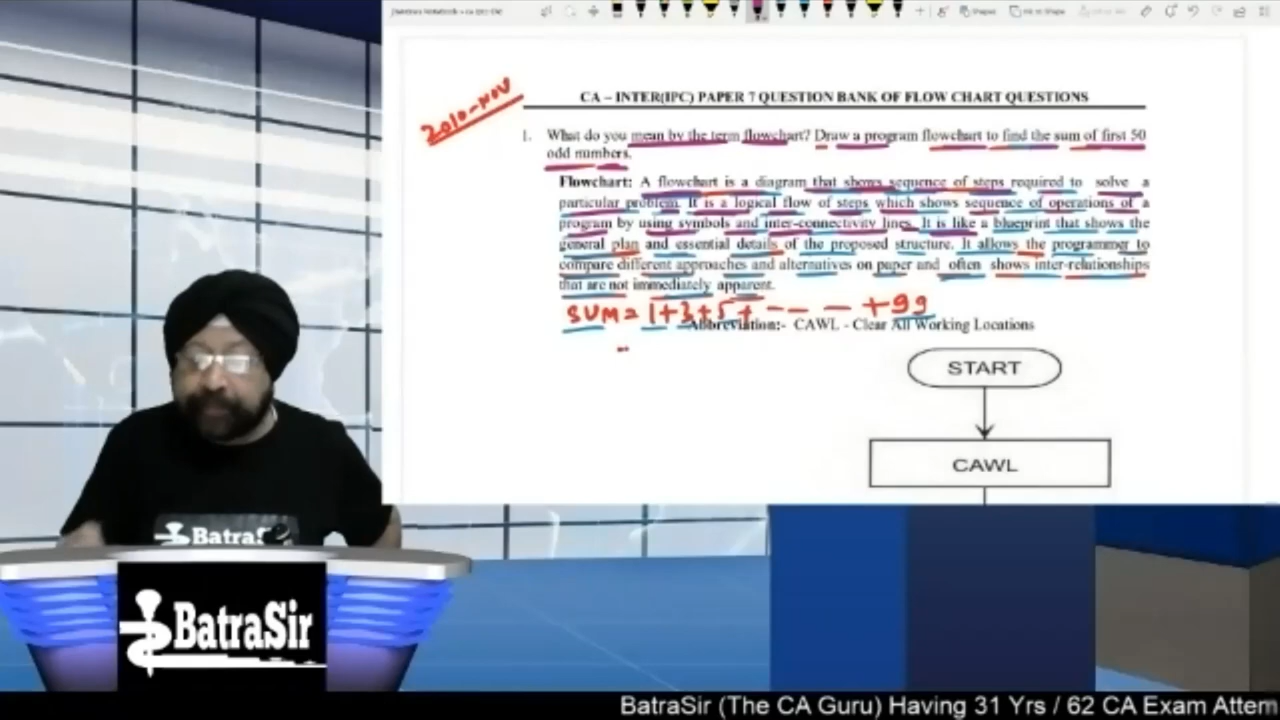 CA – INTER(IPC) PAPER 7 QUESTION BANK OF FLOW CHART QUESTIONS
2010-NOV
1. What do you mean by the term flowchart? Draw a program flowchart to find the sum of first 50
odd numbers.
Flowchart: A flowchart is a diagram that shows sequence of steps required to solve a
particular problem. It is a logical flow of steps which shows sequence of operations of a
program by using symbols and inter-connectivity lines. It is like a blueprint that shows the
general plan and essential details of the proposed structure. It allows the programmer to
compare different approaches and alternatives on paper and often shows inter-relationships
that are not immediately apparent.
SUM = 1+3+5+ - - - +99
Abbreviation:- CAWL - Clear All Working Locations
START
CAWL
BatraS
BatraSir
BatraSir (The CA Guru) Having 31 Yrs / 62 CA Exam Attem